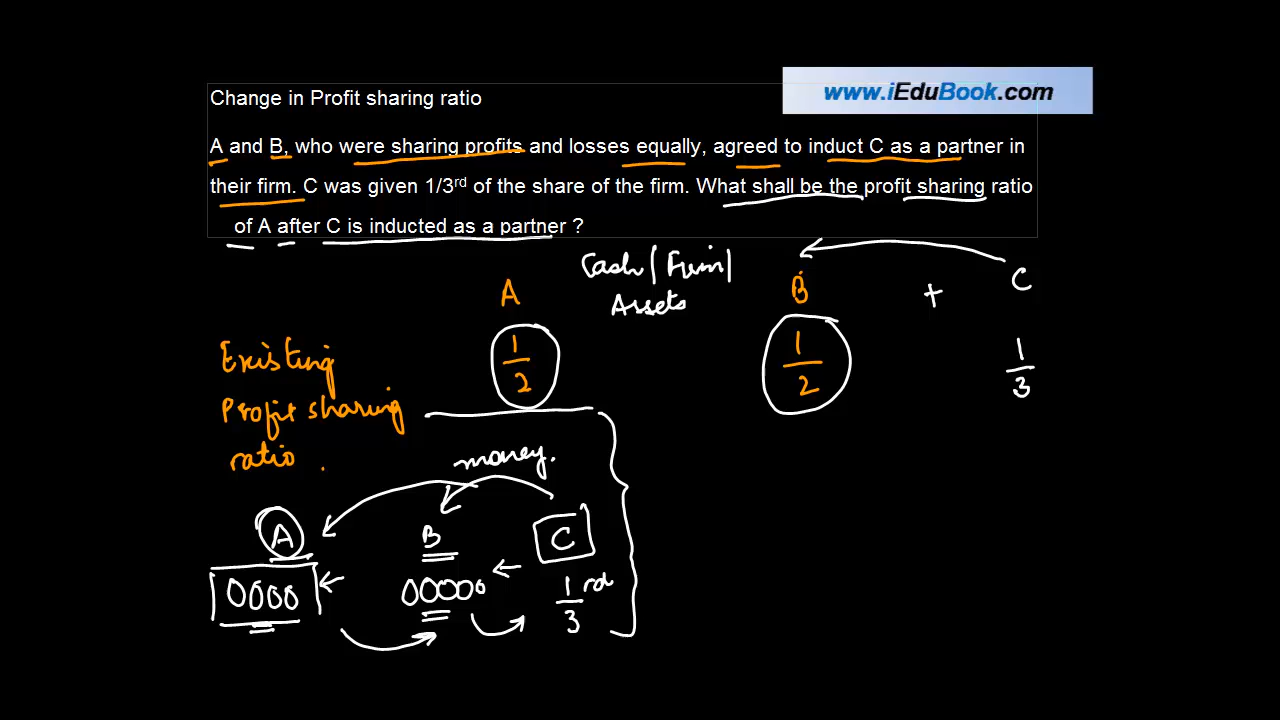 www.iEduBook.com
Change in Profit sharing ratio
A and B, who were sharing profits and losses equally, agreed to induct C as a partner in
their firm. C was given 1/3rd of the share of the firm. What shall be the profit sharing ratio
of A after C is inducted as a partner ?
Cash | Firm |
Assets
A
B
+
C
Existing
Profit sharing
ratio
1
2
1
2
1
3
money.
A
B
C
0000
00000
1 rd
3